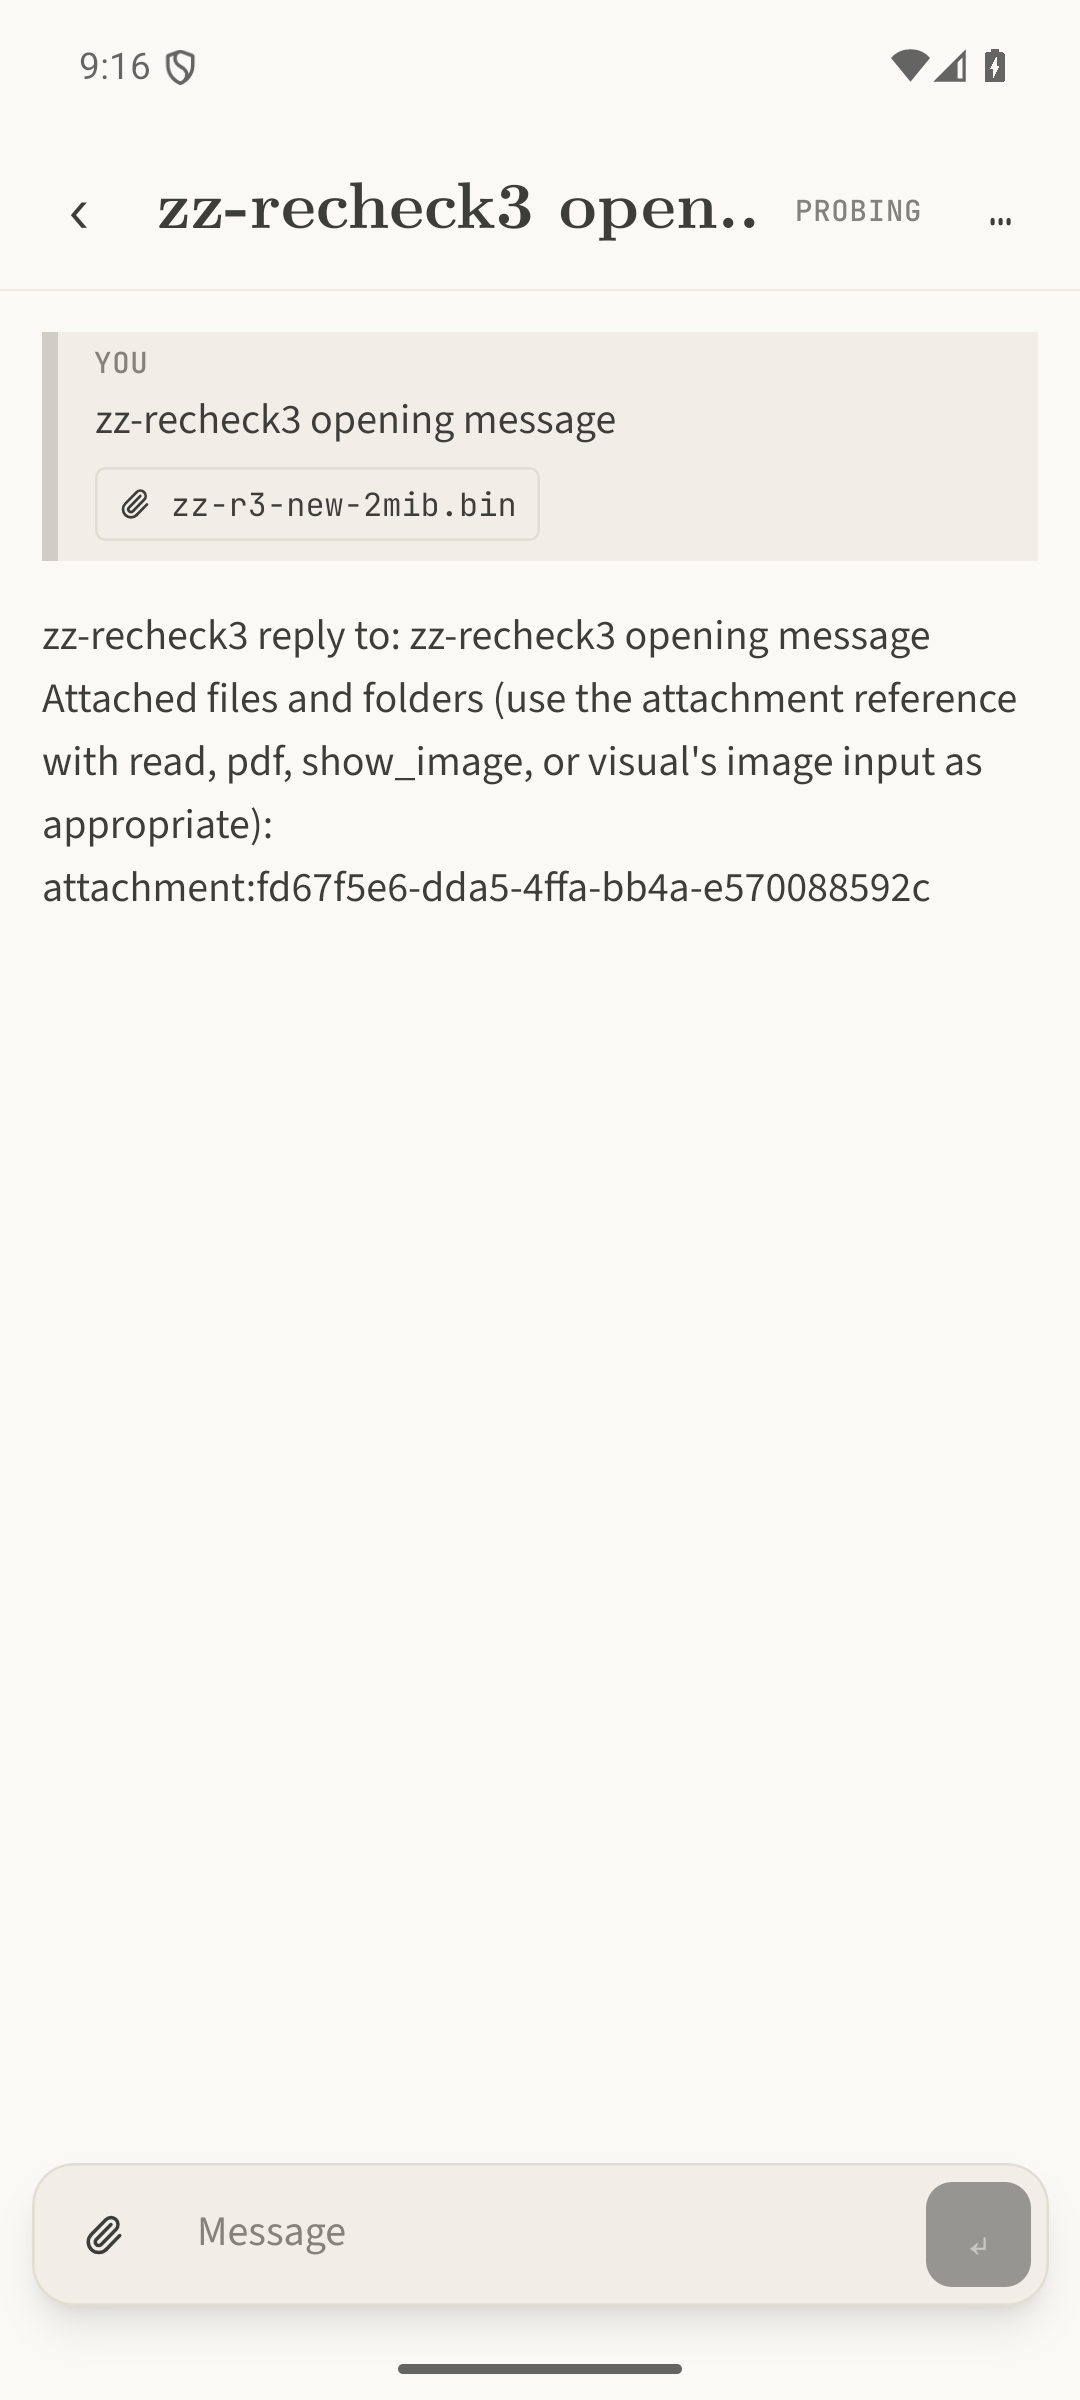 9:16
‹ zz-recheck3 open.. PROBING …
YOU
zz-recheck3 opening message
zz-r3-new-2mib.bin
zz-recheck3 reply to: zz-recheck3 opening message
Attached files and folders (use the attachment reference
with read, pdf, show_image, or visual's image input as
appropriate):
attachment:fd67f5e6-dda5-4ffa-bb4a-e570088592c
Message